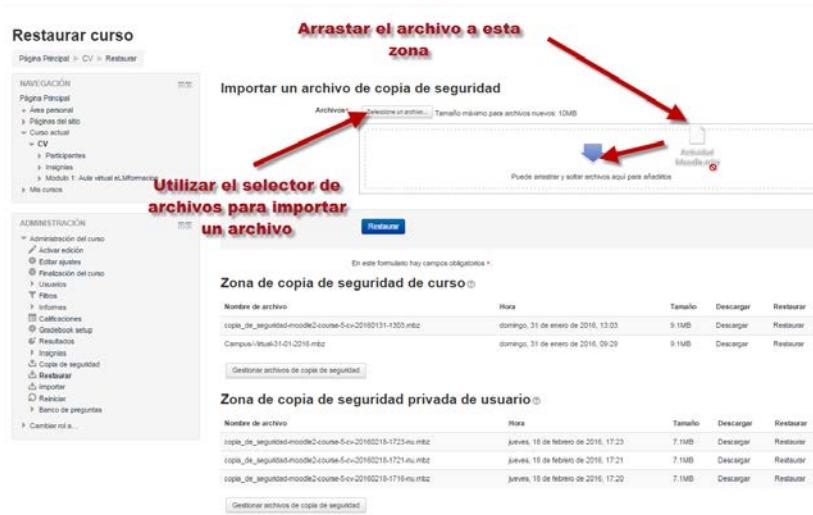 Arrastar el archivo a esta
zona
Restaurar curso
Página Principal ▹ CV ▹ Restaurar
NAVEGACIÓN
Página Principal
Área personal
Páginas del sitio
Curso actual
CV
Participantes
Insignias
Modulo 1: Aula virtual eLMformacion
Mis cursos
Importar un archivo de copia de seguridad
Archivos*
Seleccione un archivo...
Tamaño máximo para archivos nuevos: 10MB
Actividad
Moodle.mbz
Puede arrastrar y soltar archivos aquí para añadirlos
Utilizar el selector de
archivos para importar
un archivo
ADMINISTRACIÓN
Administración del curso
Activar edición
Editar ajustes
Finalización del curso
Usuarios
Filtros
Informes
Calificaciones
Gradebook setup
Resultados
Insignias
Copia de seguridad
Restaurar
Importar
Reiniciar
Banco de preguntas
Cambiar rol a...
Restaurar
En este formulario hay campos obligatorios *.
Zona de copia de seguridad de curso
Nombre de archivo Hora Tamaño Descargar Restaurar
copia_de_seguridad-moodle2-course-5-cv-20160131-1303.mbz domingo, 31 de enero de 2016, 13:03 9.1MB Descargar Restaurar
Campus-Virtual-31-01-2016.mbz domingo, 31 de enero de 2016, 09:29 9.1MB Descargar Restaurar
Gestionar archivos de copia de seguridad
Zona de copia de seguridad privada de usuario
Nombre de archivo Hora Tamaño Descargar Restaurar
copia_de_seguridad-moodle2-course-5-cv-20160218-1723-nu.mbz jueves, 18 de febrero de 2016, 17:23 7.1MB Descargar Restaurar
copia_de_seguridad-moodle2-course-5-cv-20160218-1721-nu.mbz jueves, 18 de febrero de 2016, 17:21 7.1MB Descargar Restaurar
copia_de_seguridad-moodle2-course-5-cv-20160218-1716-nu.mbz jueves, 18 de febrero de 2016, 17:20 7.1MB Descargar Restaurar
Gestionar archivos de copia de seguridad